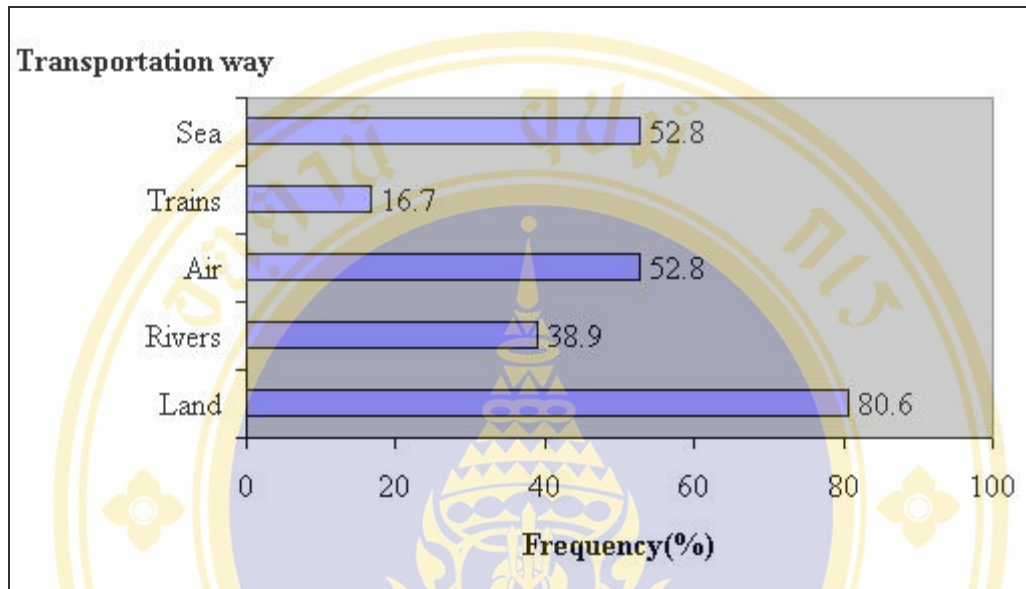 Transportation way
Sea 52.8
Trains 16.7
Air 52.8
Rivers 38.9
Land 80.6
0 20 40 60 80 100
Frequency(%)